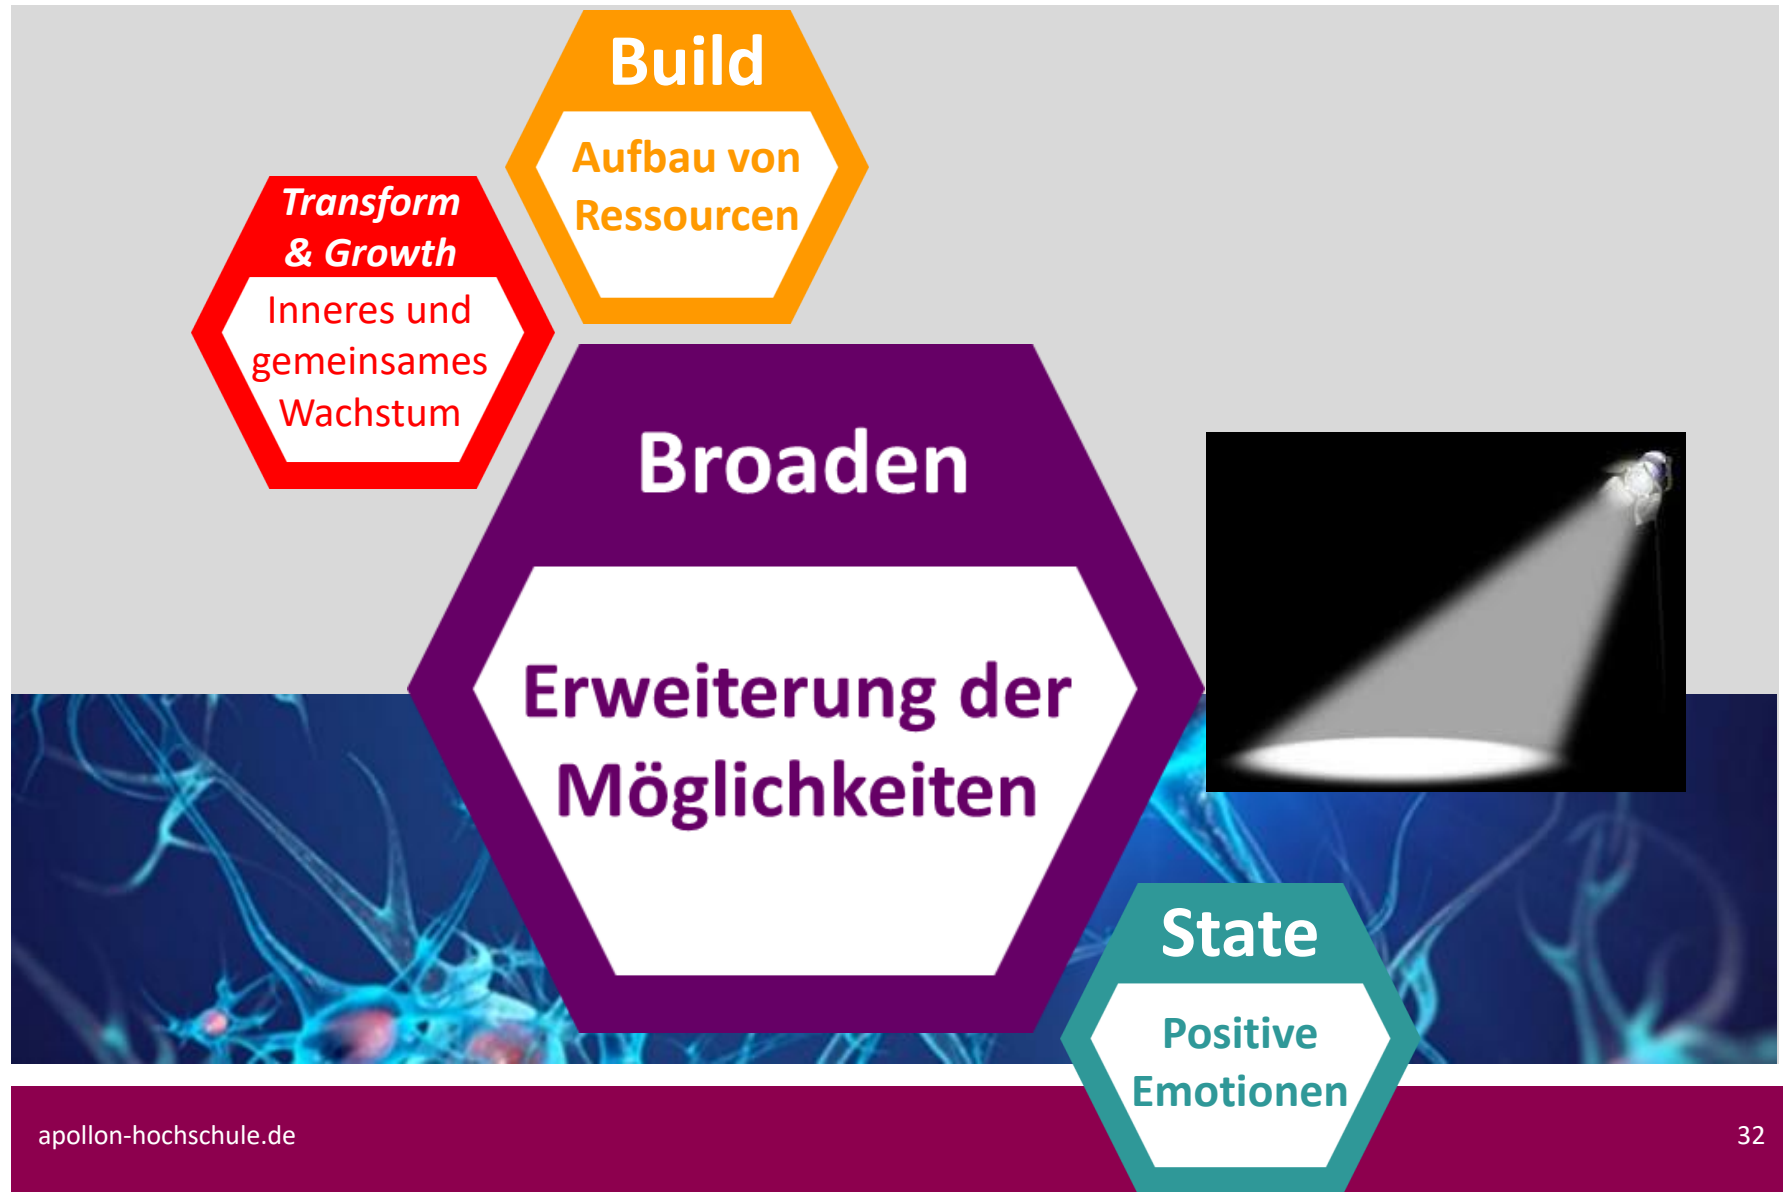 Build
Aufbau von
Ressourcen
Transform
& Growth
Inneres und
gemeinsames
Wachstum
Broaden
Erweiterung der
Möglichkeiten
State
Positive
Emotionen
apollon-hochschule.de
32